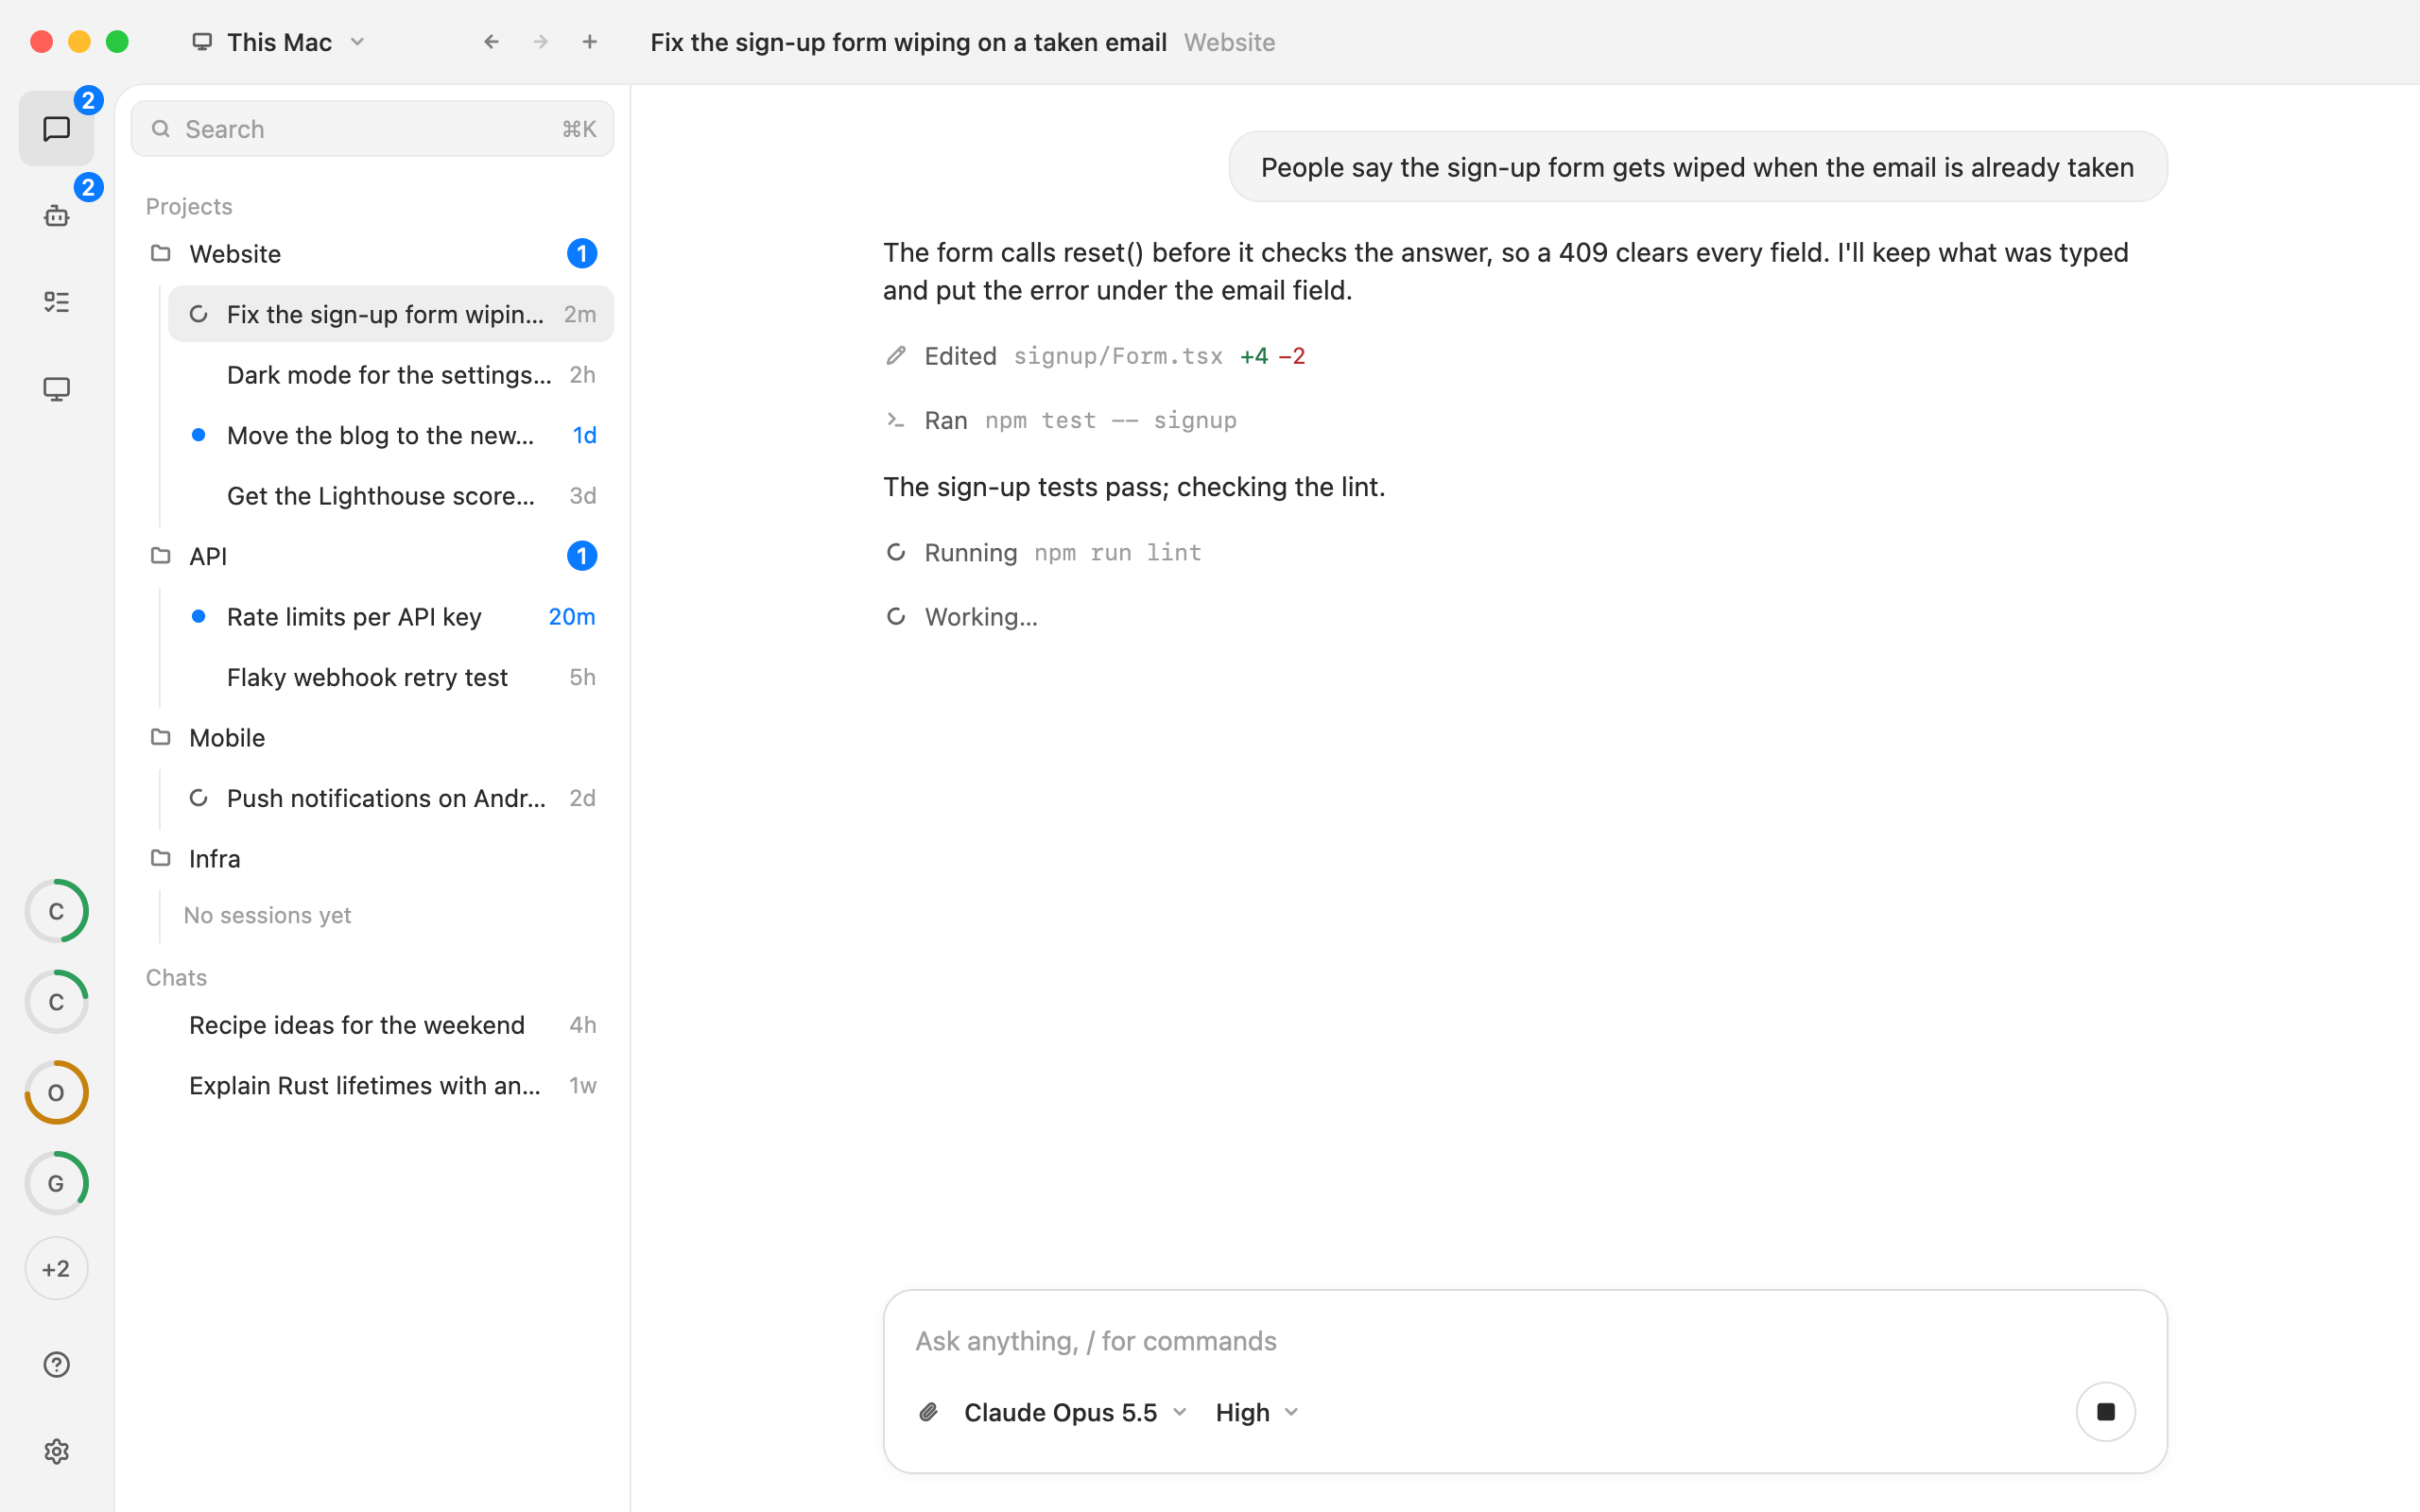 This Mac
Fix the sign-up form wiping on a taken email Website
2
2
Search ⌘K
Projects
Website 1
Fix the sign-up form wipin... 2m
Dark mode for the settings... 2h
Move the blog to the new... 1d
Get the Lighthouse score... 3d
API 1
Rate limits per API key 20m
Flaky webhook retry test 5h
Mobile
Push notifications on Andr... 2d
Infra
No sessions yet
Chats
Recipe ideas for the weekend 4h
Explain Rust lifetimes with an... 1w
C
C
O
G
+2
People say the sign-up form gets wiped when the email is already taken
The form calls reset() before it checks the answer, so a 409 clears every field. I'll keep what was typed
and put the error under the email field.
Edited signup/Form.tsx +4 −2
Ran npm test -- signup
The sign-up tests pass; checking the lint.
Running npm run lint
Working...
Ask anything, / for commands
Claude Opus 5.5 High